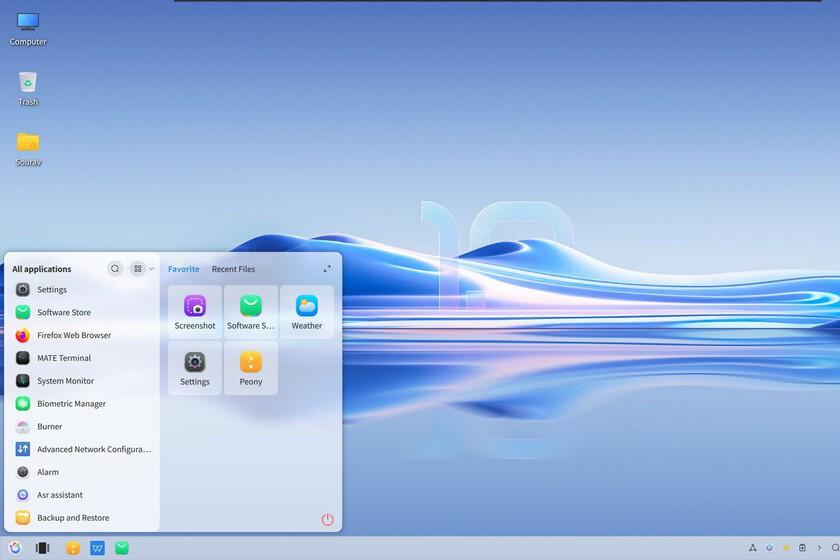 Computer
Trash
Sourav
All applications
Favorite
Recent Files
Settings
Software Store
Firefox Web Browser
MATE Terminal
System Monitor
Biometric Manager
Burner
Advanced Network Configura...
Alarm
Asr assistant
Backup and Restore
Screenshot
Software S...
Weather
Settings
Peony